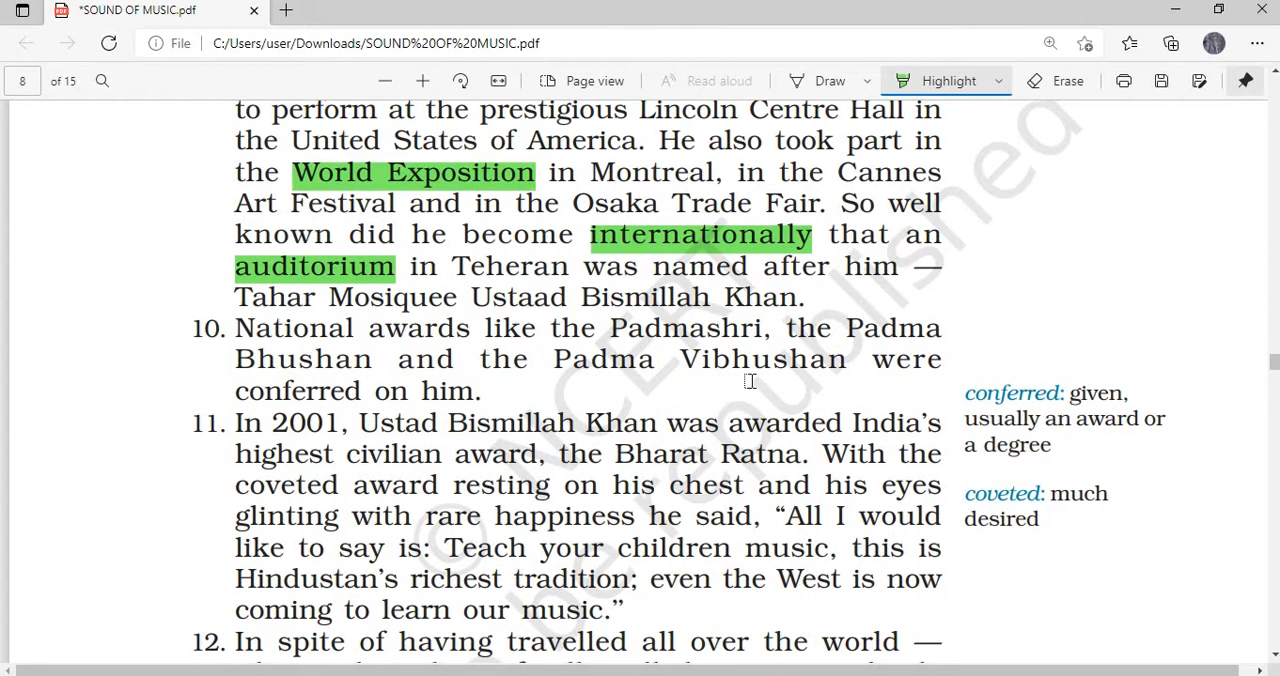 *SOUND OF MUSIC.pdf
File C:/Users/user/Downloads/SOUND%20OF%20MUSIC.pdf
8 of 15 Page view Read aloud Draw Highlight Erase
to perform at the prestigious Lincoln Centre Hall in
the United States of America. He also took part in
the World Exposition in Montreal, in the Cannes
Art Festival and in the Osaka Trade Fair. So well
known did he become internationally that an
auditorium in Teheran was named after him —
Tahar Mosiquee Ustaad Bismillah Khan.
10. National awards like the Padmashri, the Padma
Bhushan and the Padma Vibhushan were
conferred on him.
conferred: given,
usually an award or
a degree
11. In 2001, Ustad Bismillah Khan was awarded India's
highest civilian award, the Bharat Ratna. With the
coveted award resting on his chest and his eyes
glinting with rare happiness he said, “All I would
like to say is: Teach your children music, this is
Hindustan's richest tradition; even the West is now
coming to learn our music.”
coveted: much
desired
12. In spite of having travelled all over the world —
© NCERT
be republished